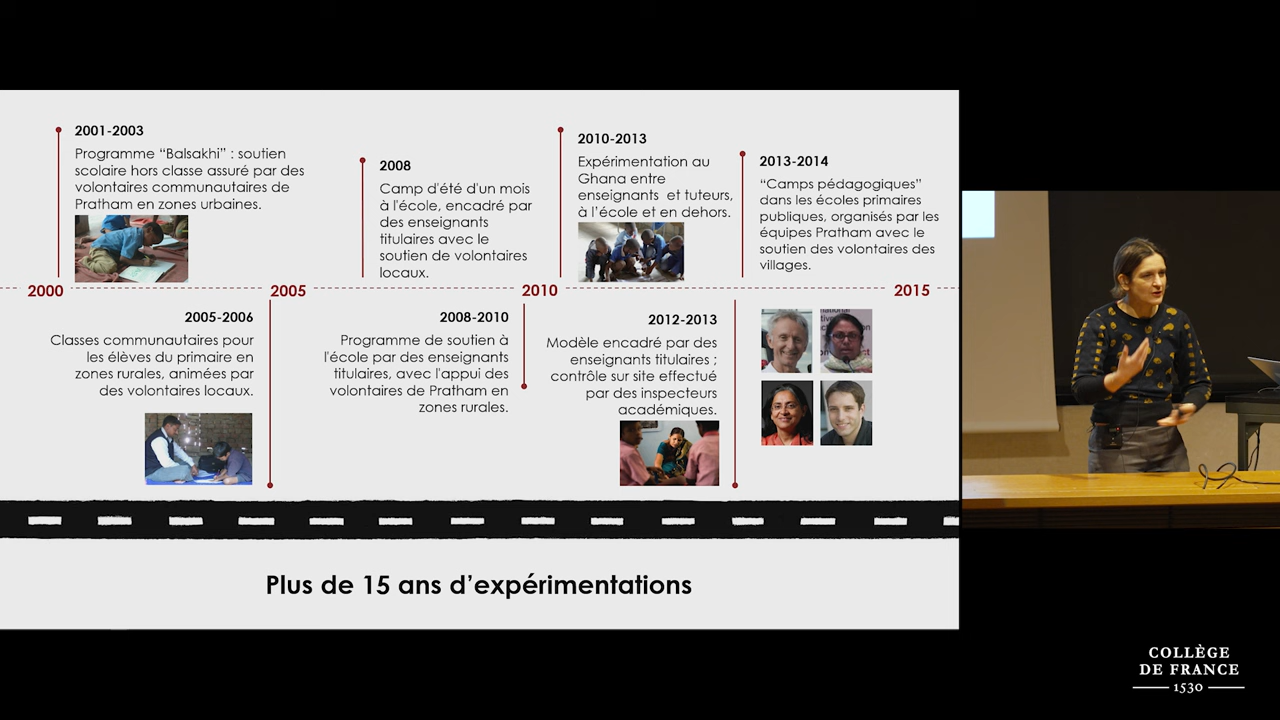 2001-2003
Programme “Balsakhi” : soutien
scolaire hors classe assuré par des
volontaires communautaires de
Pratham en zones urbaines.
2008
Camp d'été d'un mois
à l'école, encadré par
des enseignants
titulaires avec le
soutien de volontaires
locaux.
2010-2013
Expérimentation au
Ghana entre
enseignants et tuteurs,
à l’école et en dehors.
2013-2014
“Camps pédagogiques”
dans les écoles primaires
publiques, organisés par les
équipes Pratham avec le
soutien des volontaires des
villages.
2000
2005
2010
2015
2005-2006
Classes communautaires pour
les élèves du primaire en
zones rurales, animées par
des volontaires locaux.
2008-2010
Programme de soutien à
l'école par des enseignants
titulaires, avec l'appui des
volontaires de Pratham en
zones rurales.
2012-2013
Modèle encadré par des
enseignants titulaires ;
contrôle sur site effectué
par des inspecteurs
académiques.
Plus de 15 ans d’expérimentations
COLLÈGE
DE FRANCE
1530